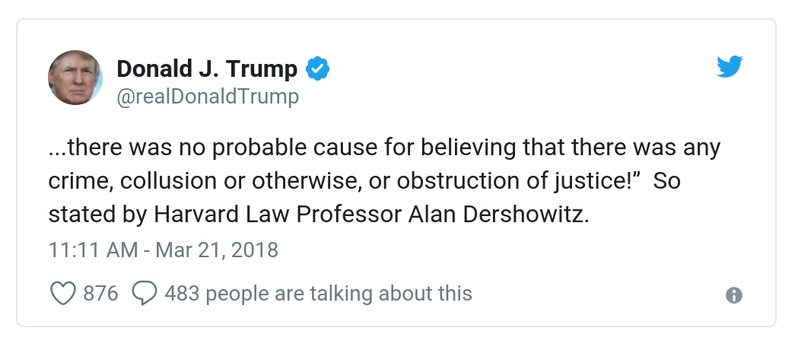 Donald J. Trump
@realDonaldTrump
...there was no probable cause for believing that there was any
crime, collusion or otherwise, or obstruction of justice!”  So
stated by Harvard Law Professor Alan Dershowitz.
11:11 AM - Mar 21, 2018
876 483 people are talking about this